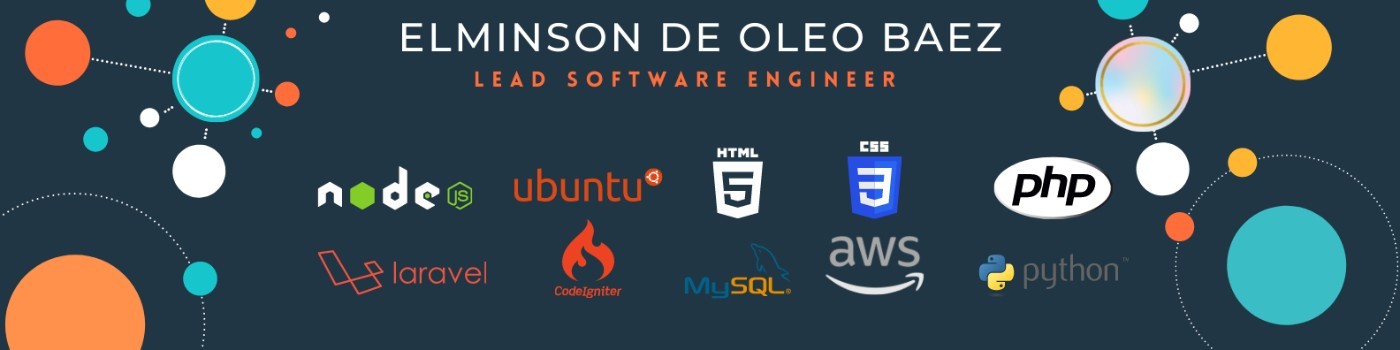 ELMINSON DE OLEO BAEZ
LEAD SOFTWARE ENGINEER
node JS
ubuntu
HTML
5
CSS
3
php
laravel
CodeIgniter
MySQL®
aws
python™